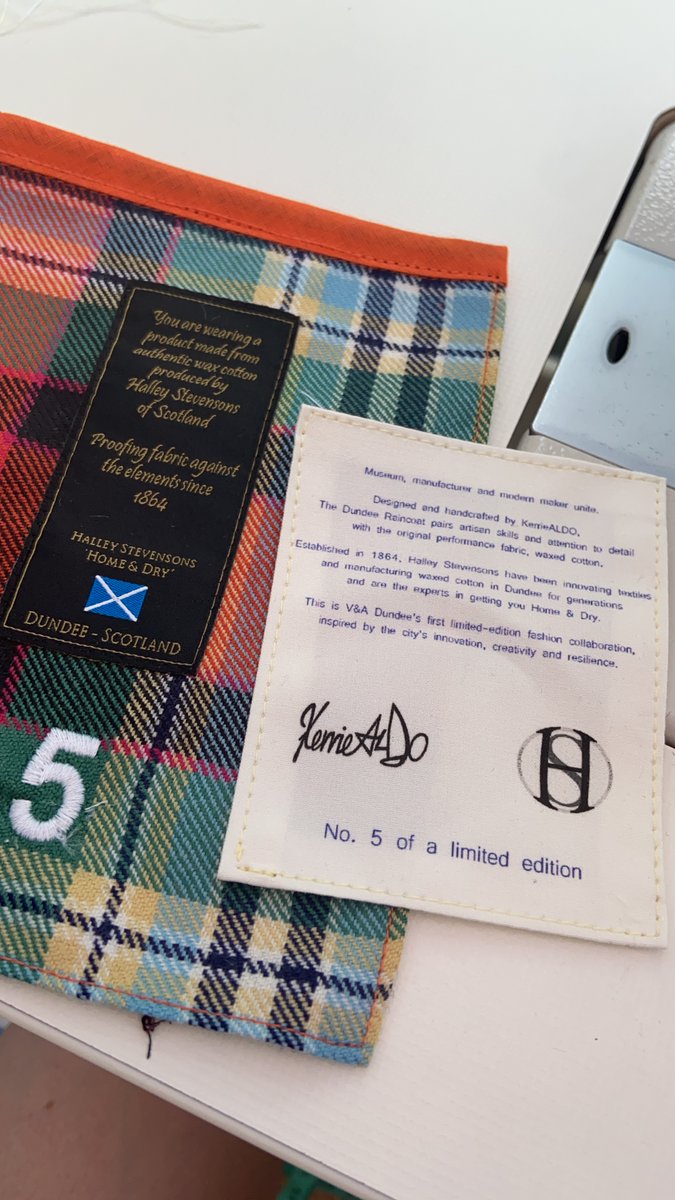 You are wearing a
product made from
authentic wax cotton
produced by
Halley Stevensons
of Scotland
Proofing fabric against
the elements since
1864
HALLEY STEVENSONS
'HOME & DRY'
DUNDEE - SCOTLAND
5
Museum, manufacturer and modern maker unite.
Designed and handcrafted by KerrieALDO,
The Dundee Raincoat pairs artisan skills and attention to detail
with the original performance fabric, waxed cotton.
Established in 1864, Halley Stevensons have been innovating textiles
and manufacturing waxed cotton in Dundee for generations
and are the experts in getting you Home & Dry.
This is V&A Dundee's first limited-edition fashion collaboration,
inspired by the city's innovation, creativity and resilience.
KerrieALDO
HS
No. 5 of a limited edition